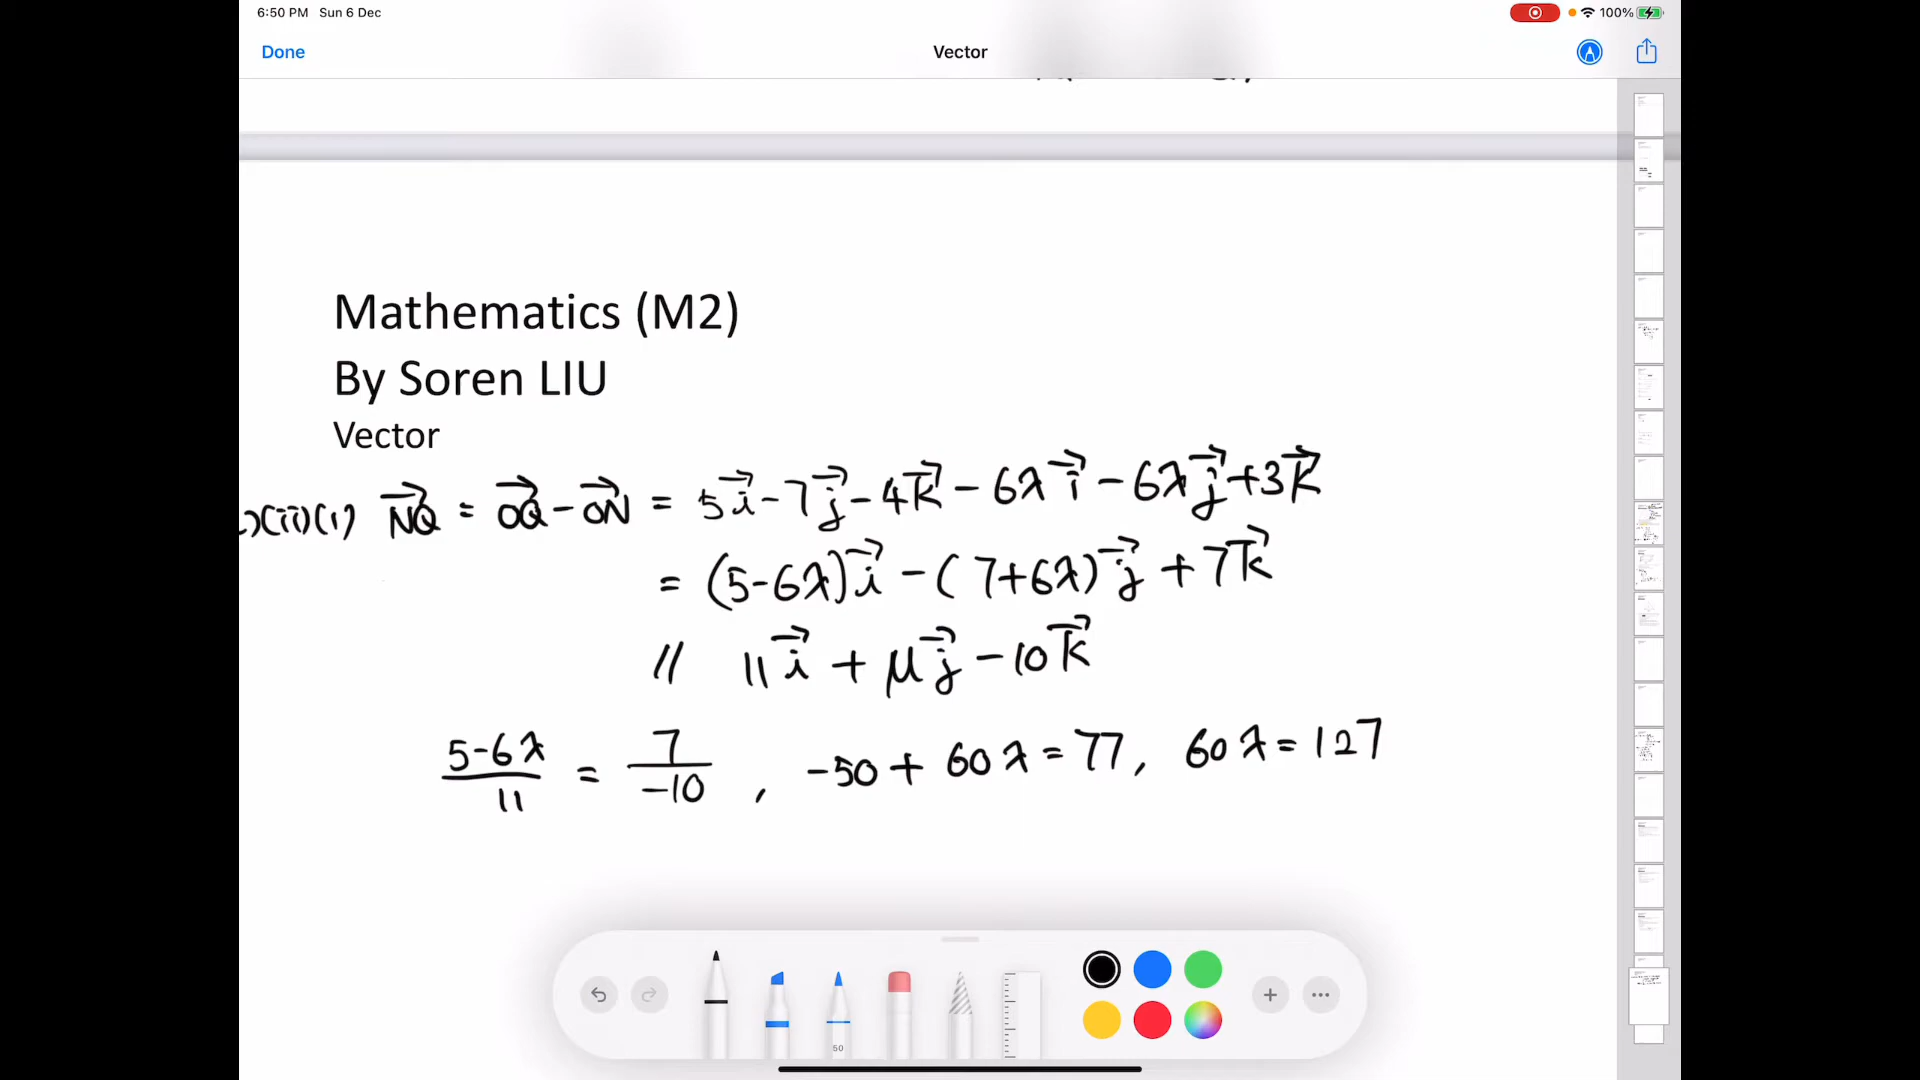 6:50 PM Sun 6 Dec
100%
Done
Vector
Mathematics (M2)
By Soren LIU
Vector
)(ii)(1) NQ⃗ = OQ⃗ - ON⃗ = 5i⃗ - 7j⃗ - 4k⃗ - 6λi⃗ - 6λj⃗ + 3k⃗
= (5-6λ)i⃗ - (7+6λ)j⃗ + 7k⃗
// 11i⃗ + μj⃗ - 10k⃗
5-6λ/11 = 7/-10 , -50 + 60λ = 77, 60λ = 127
50